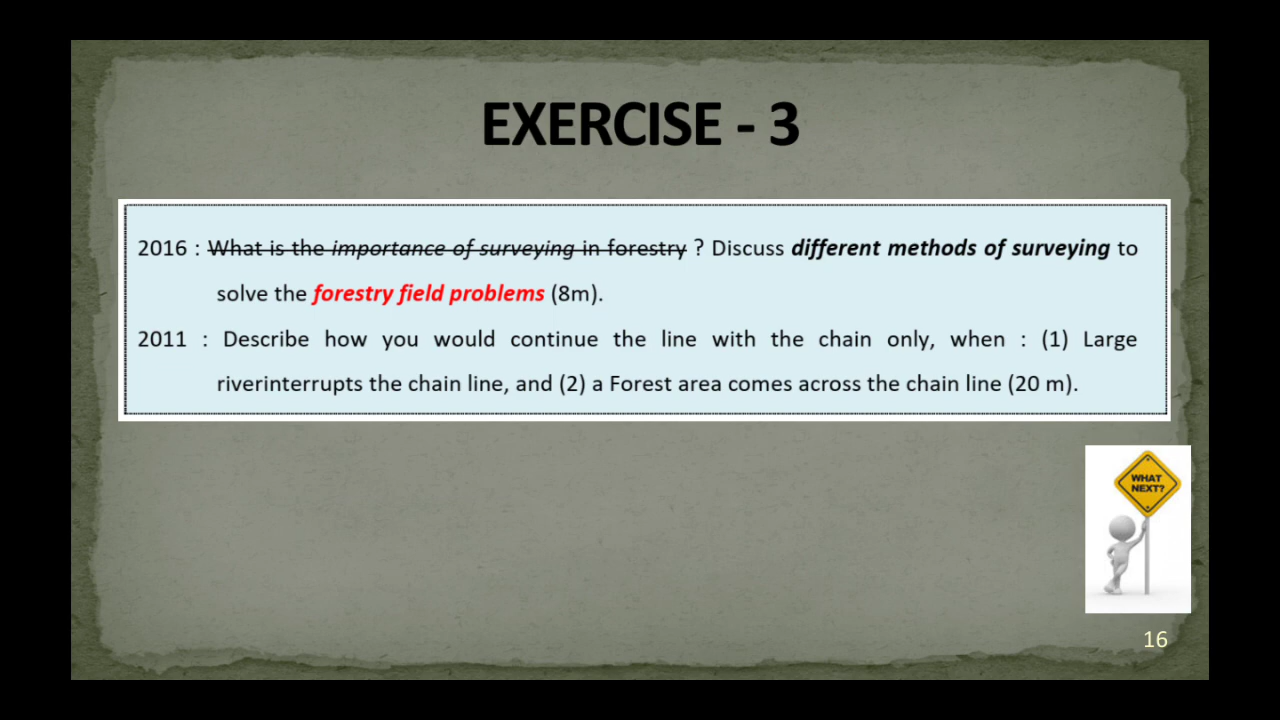 EXERCISE - 3
2016 : What is the importance of surveying in forestry ? Discuss different methods of surveying to
solve the forestry field problems (8m).
2011 : Describe how you would continue the line with the chain only, when : (1) Large
riverinterrupts the chain line, and (2) a Forest area comes across the chain line (20 m).
WHAT
NEXT?
16